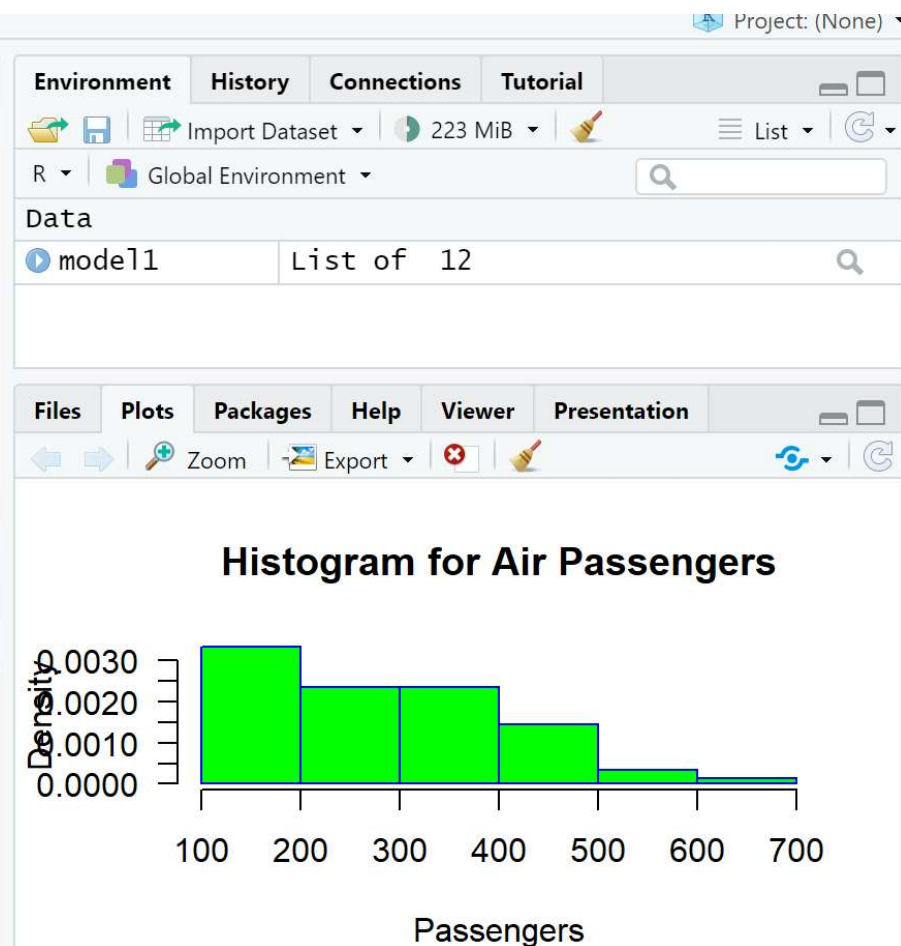 Project: (None)
Environment History Connections Tutorial
Import Dataset 223 MiB List
R Global Environment
Data
model1 List of 12
Files Plots Packages Help Viewer Presentation
Zoom Export
Histogram for Air Passengers
Density
0.0030
0.0020
0.0010
0.0000
100 200 300 400 500 600 700
Passengers